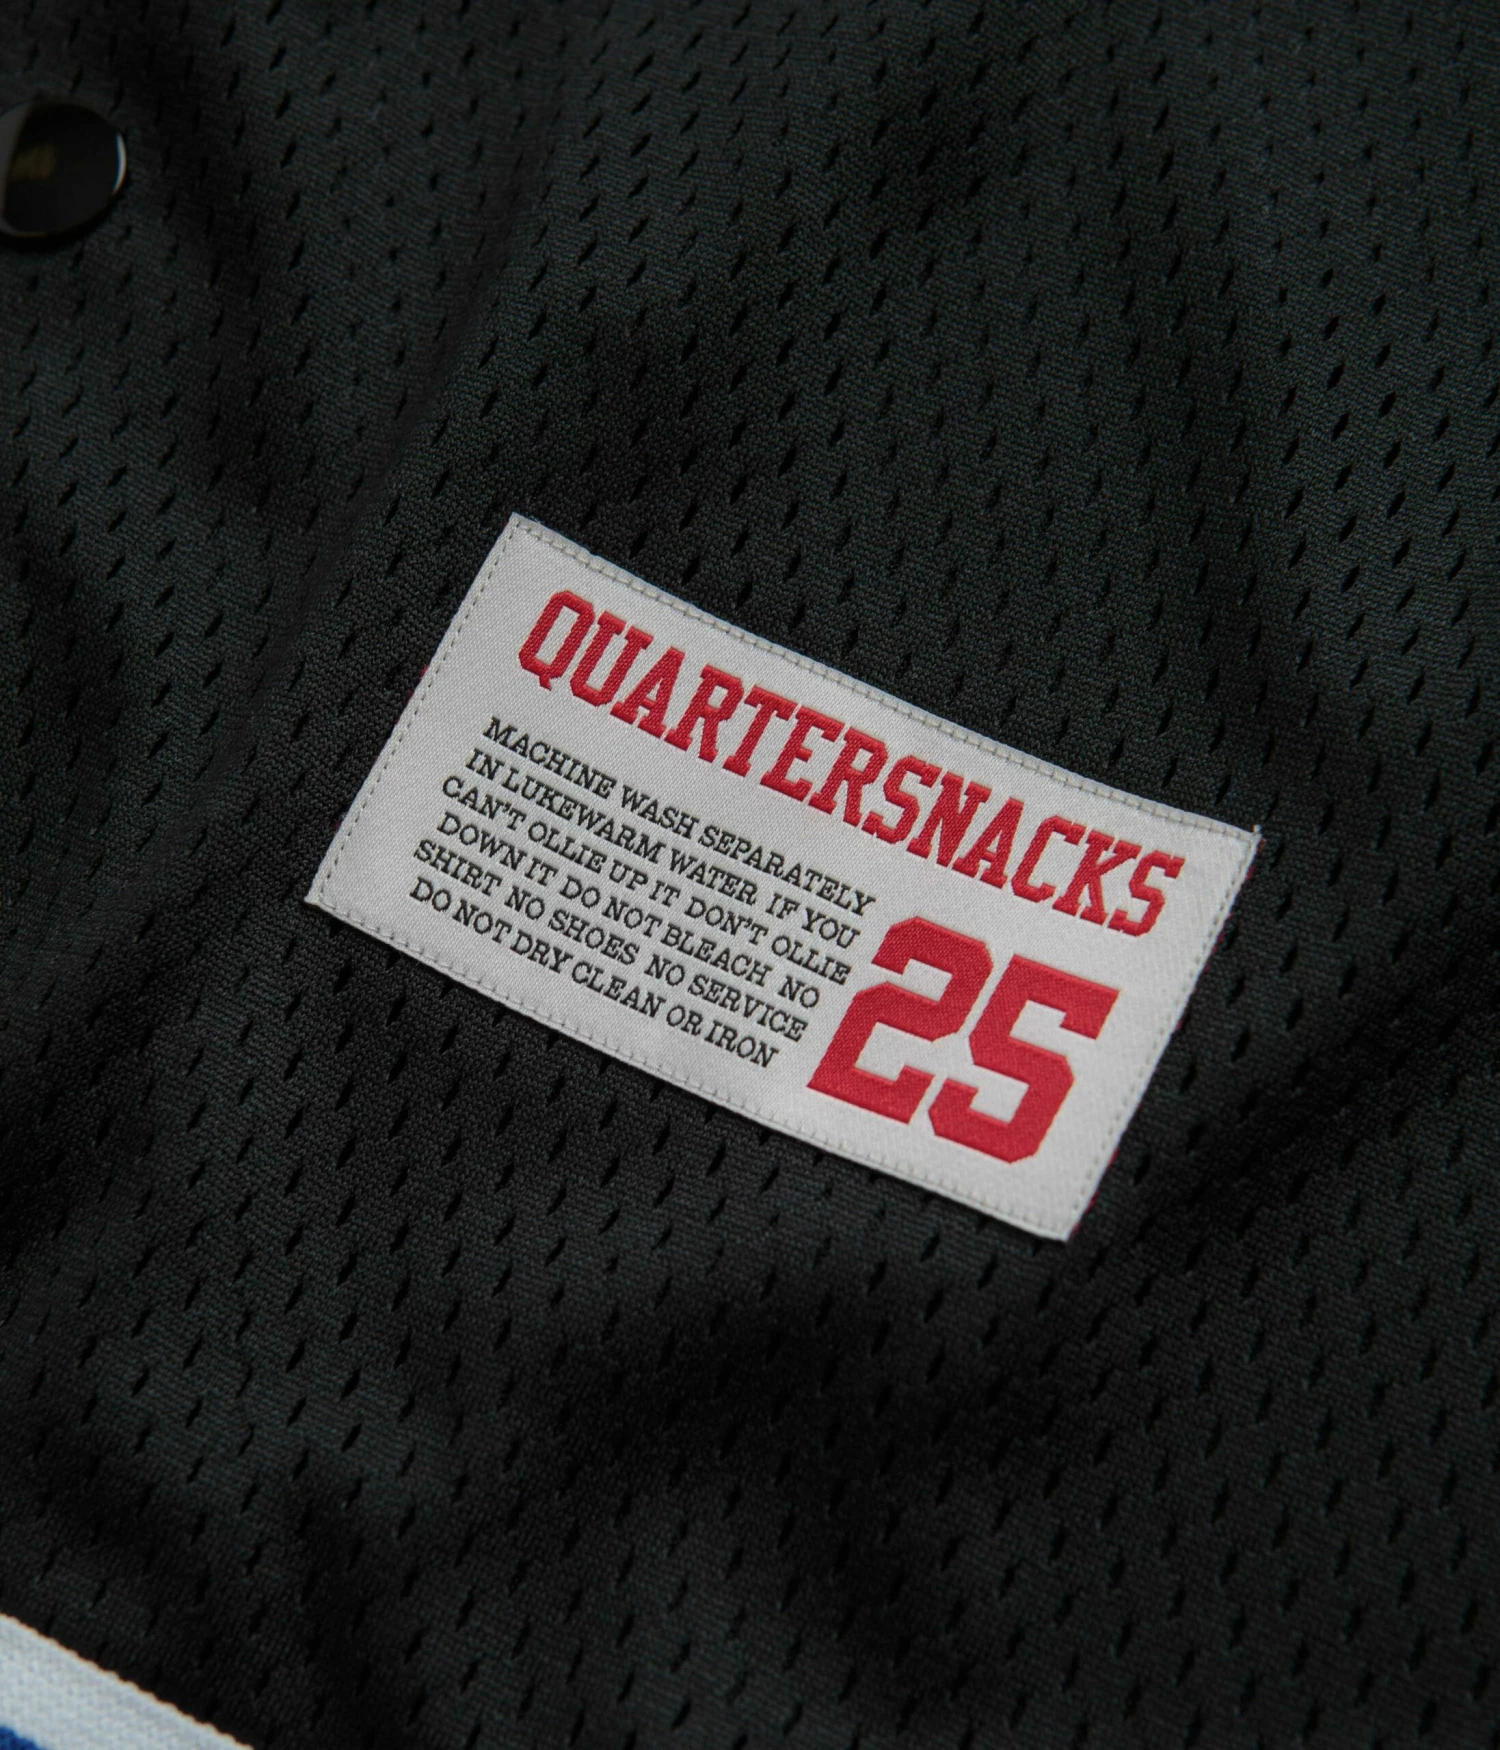 QUARTERSNACKS
MACHINE WASH SEPARATELY
IN LUKEWARM WATER IF YOU
CAN'T OLLIE UP IT DON'T OLLIE
DOWN IT DO NOT BLEACH NO
SHIRT NO SHOES NO SERVICE
DO NOT DRY CLEAN OR IRON
25